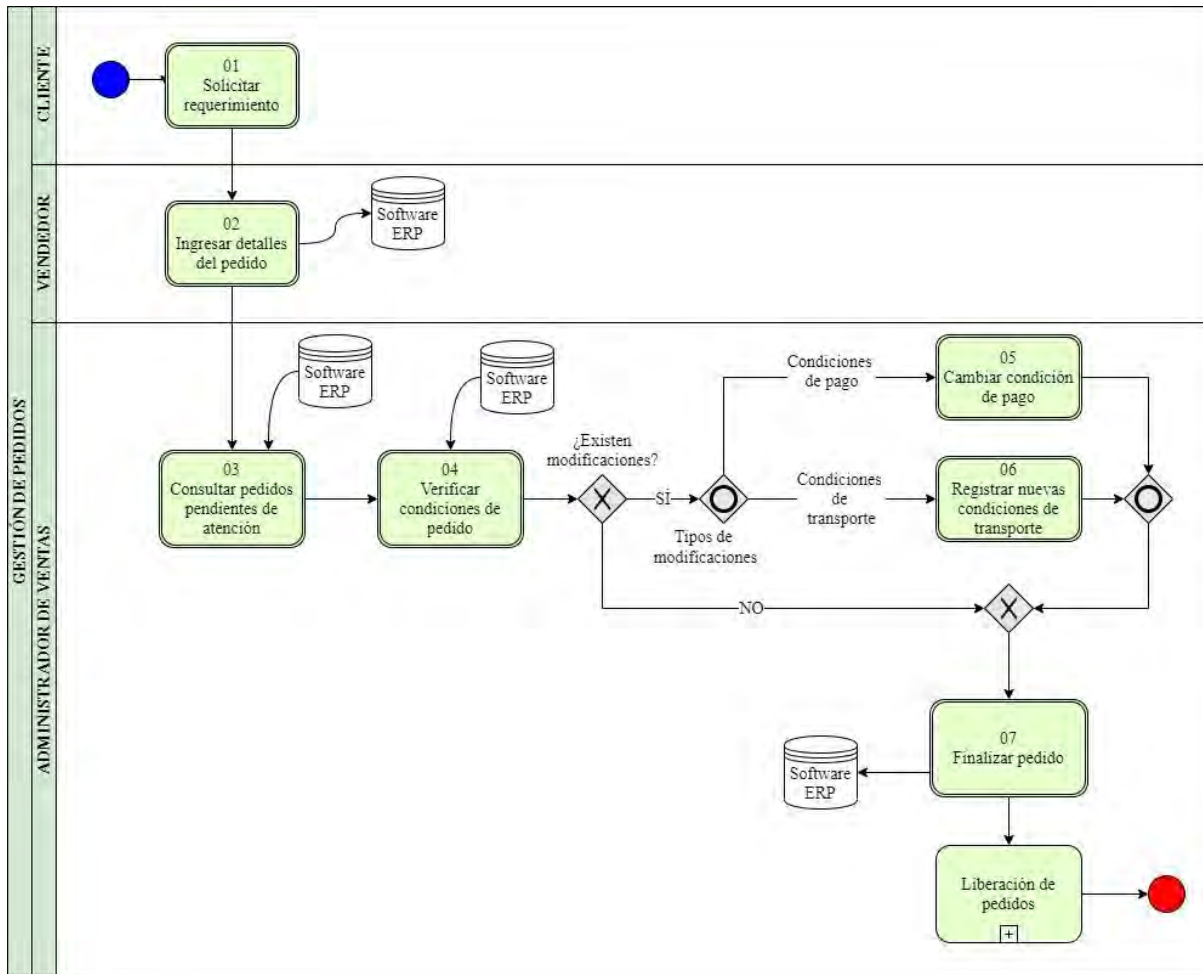 GESTIÓN DE PEDIDOS
CLIENTE
01
Solicitar
requerimiento
VENDEDOR
02
Ingresar detalles
del pedido
Software
ERP
ADMINISTRADOR DE VENTAS
Software
ERP
03
Consultar pedidos
pendientes de
atención
Software
ERP
04
Verificar
condiciones de
pedido
¿Existen
modificaciones?
X
SÍ
Tipos de
modificaciones
Condiciones
de pago
05
Cambiar condición
de pago
Condiciones
de
transporte
06
Registrar nuevas
condiciones de
transporte
NO
X
07
Finalizar pedido
Software
ERP
Liberación de
pedidos
+